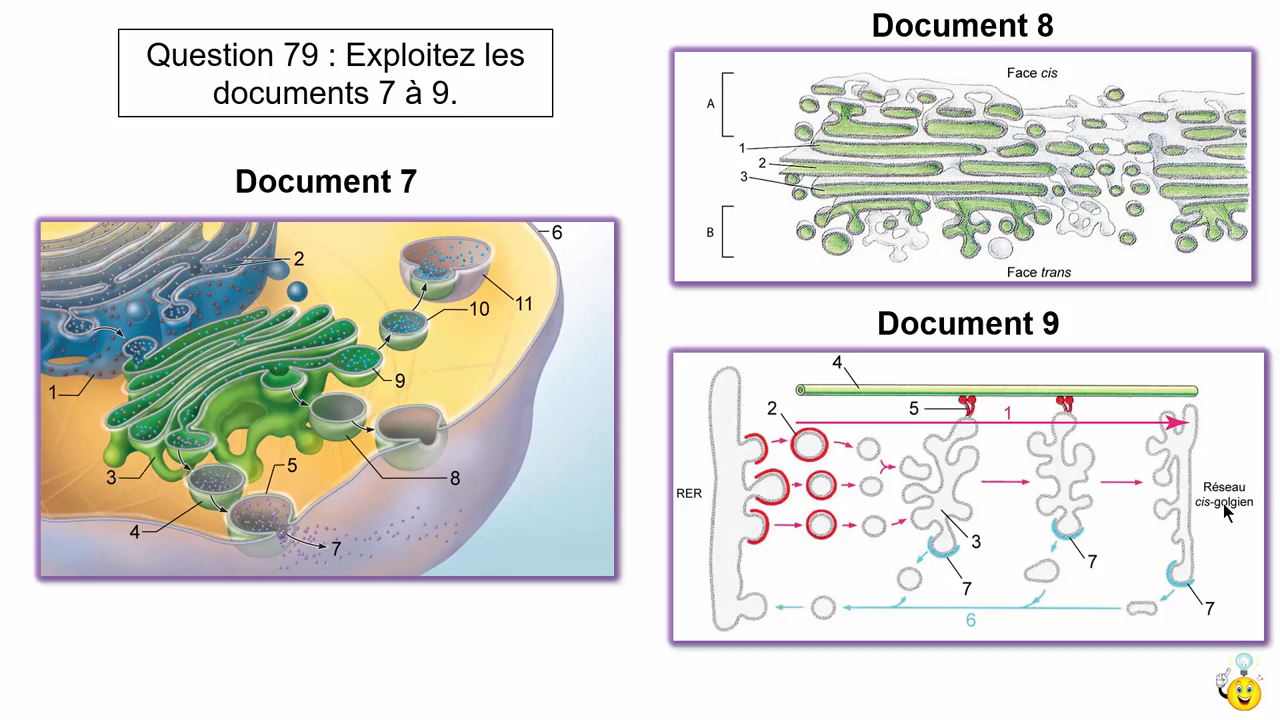 Question 79 : Exploitez les
documents 7 à 9.
Document 7
1
2
3
4
5
6
7
8
9
10
11
Document 8
Face cis
A
1
2
3
B
Face trans
Document 9
4
2
5
1
RER
Réseau
cis-golgien
3
7
7
7
6